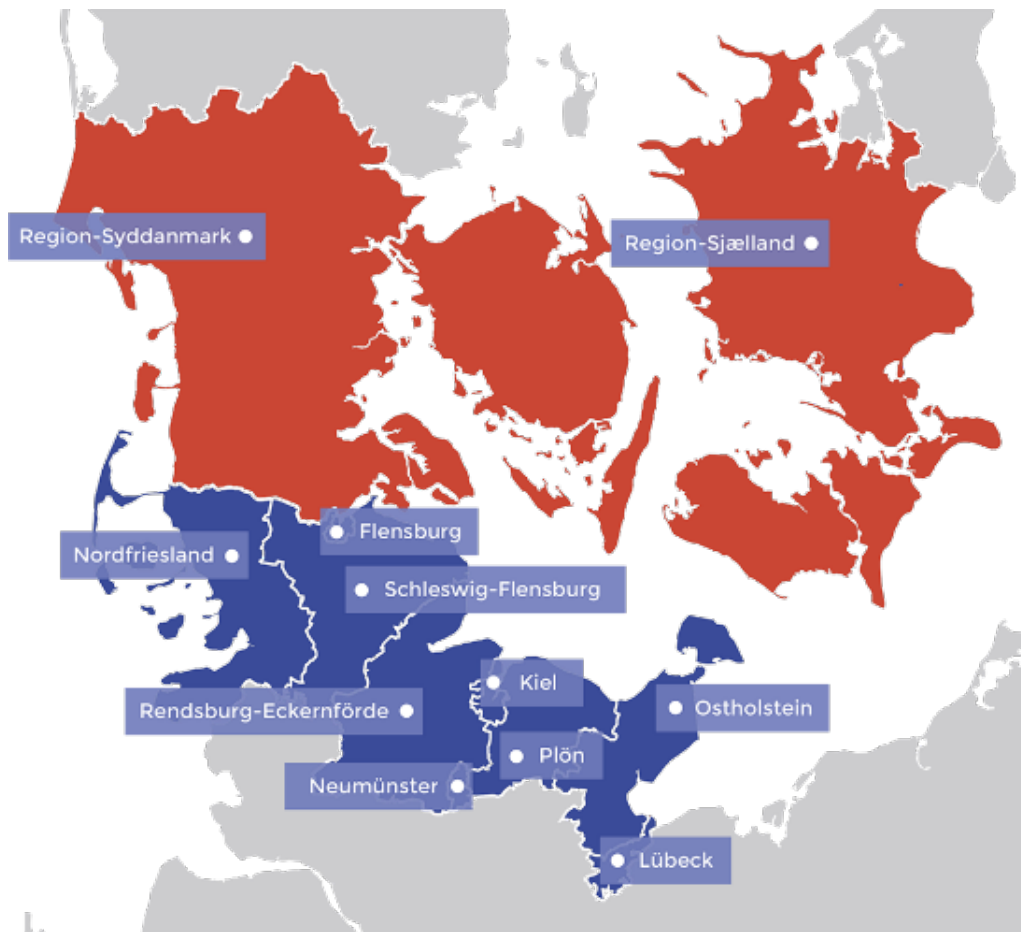 Region-Syddanmark
Region-Sjælland
Flensburg
Nordfriesland
Schleswig-Flensburg
Kiel
Rendsburg-Eckernförde
Ostholstein
Plön
Neumünster
Lübeck